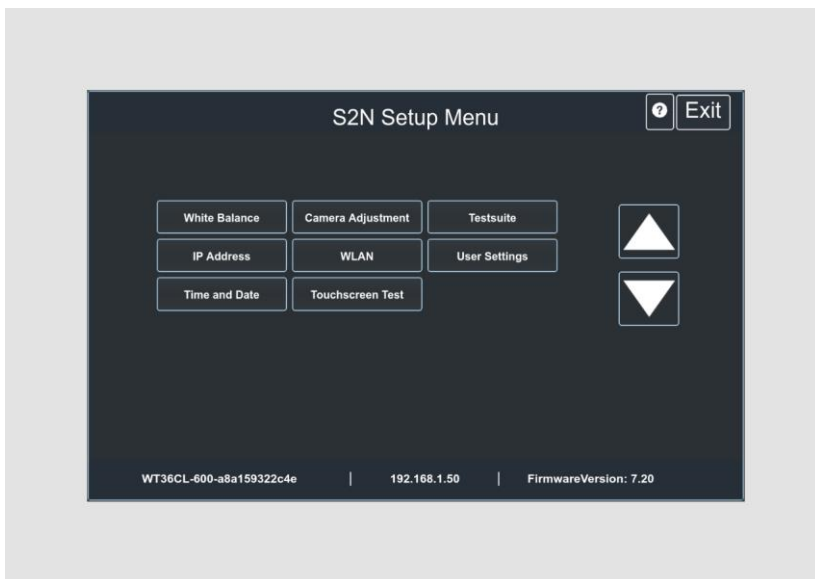 S2N Setup Menu ? Exit
White Balance Camera Adjustment Testsuite
IP Address WLAN User Settings
Time and Date Touchscreen Test
WT36CL-600-a8a159322c4e | 192.168.1.50 | FirmwareVersion: 7.20